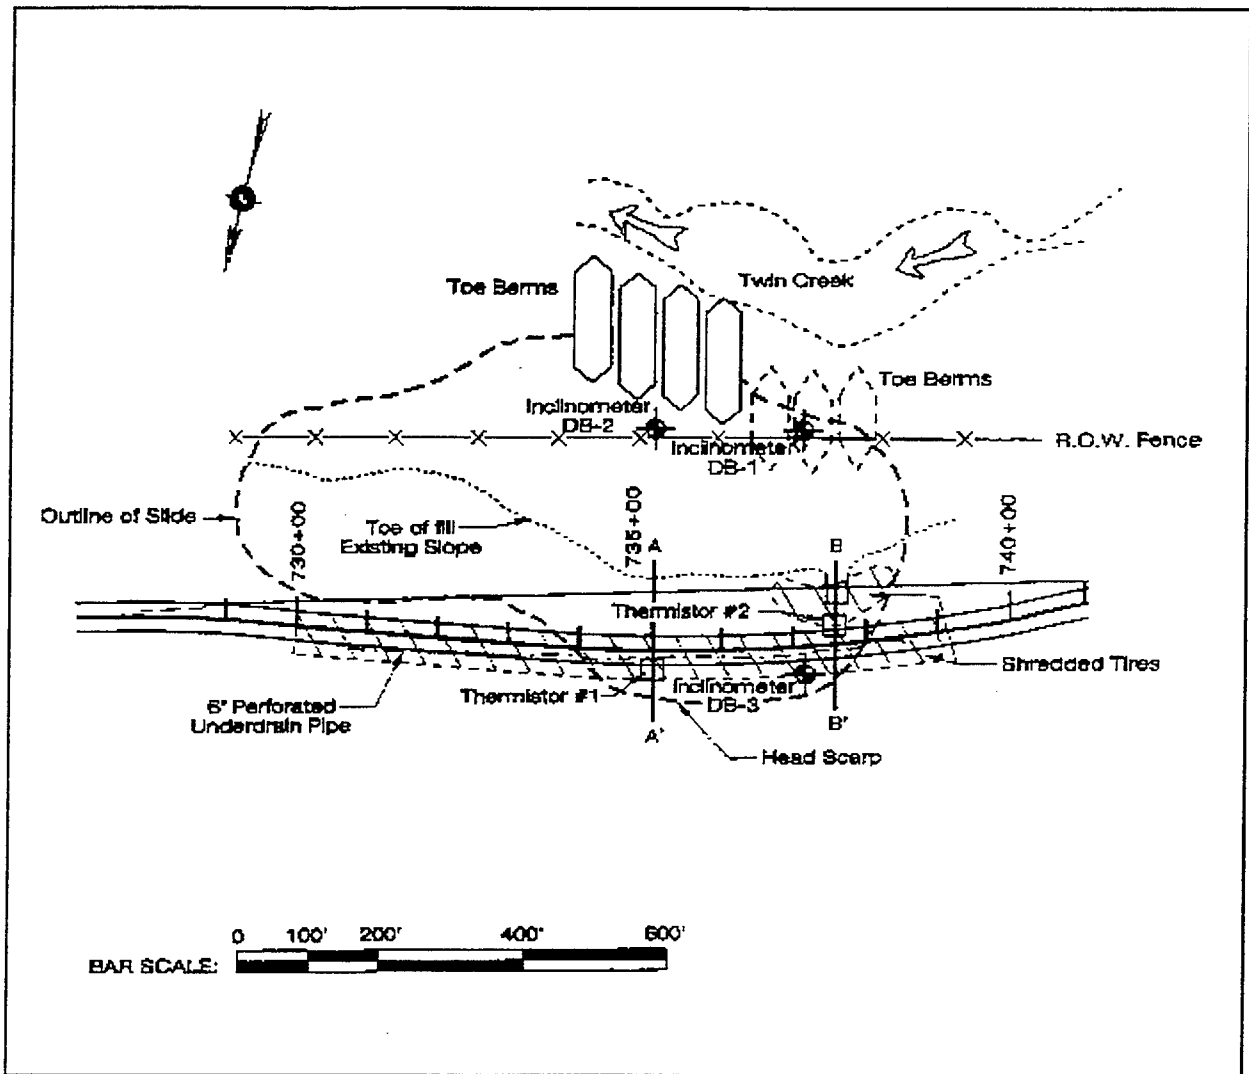 Toe Berms
Twin Creek
Toe Berms
Inclinometer
DB-2
Inclinometer
DB-1
R.O.W. Fence
Outline of Slide
730+00
Toe of fill
Existing Slope
735+00
A
B
740+00
Thermistor #2
Thermistor #1
Inclinometer
DB-3
Shredded Tires
6" Perforated
Underdrain Pipe
A'
B'
Head Scarp
0 100' 200' 400' 600'
BAR SCALE: